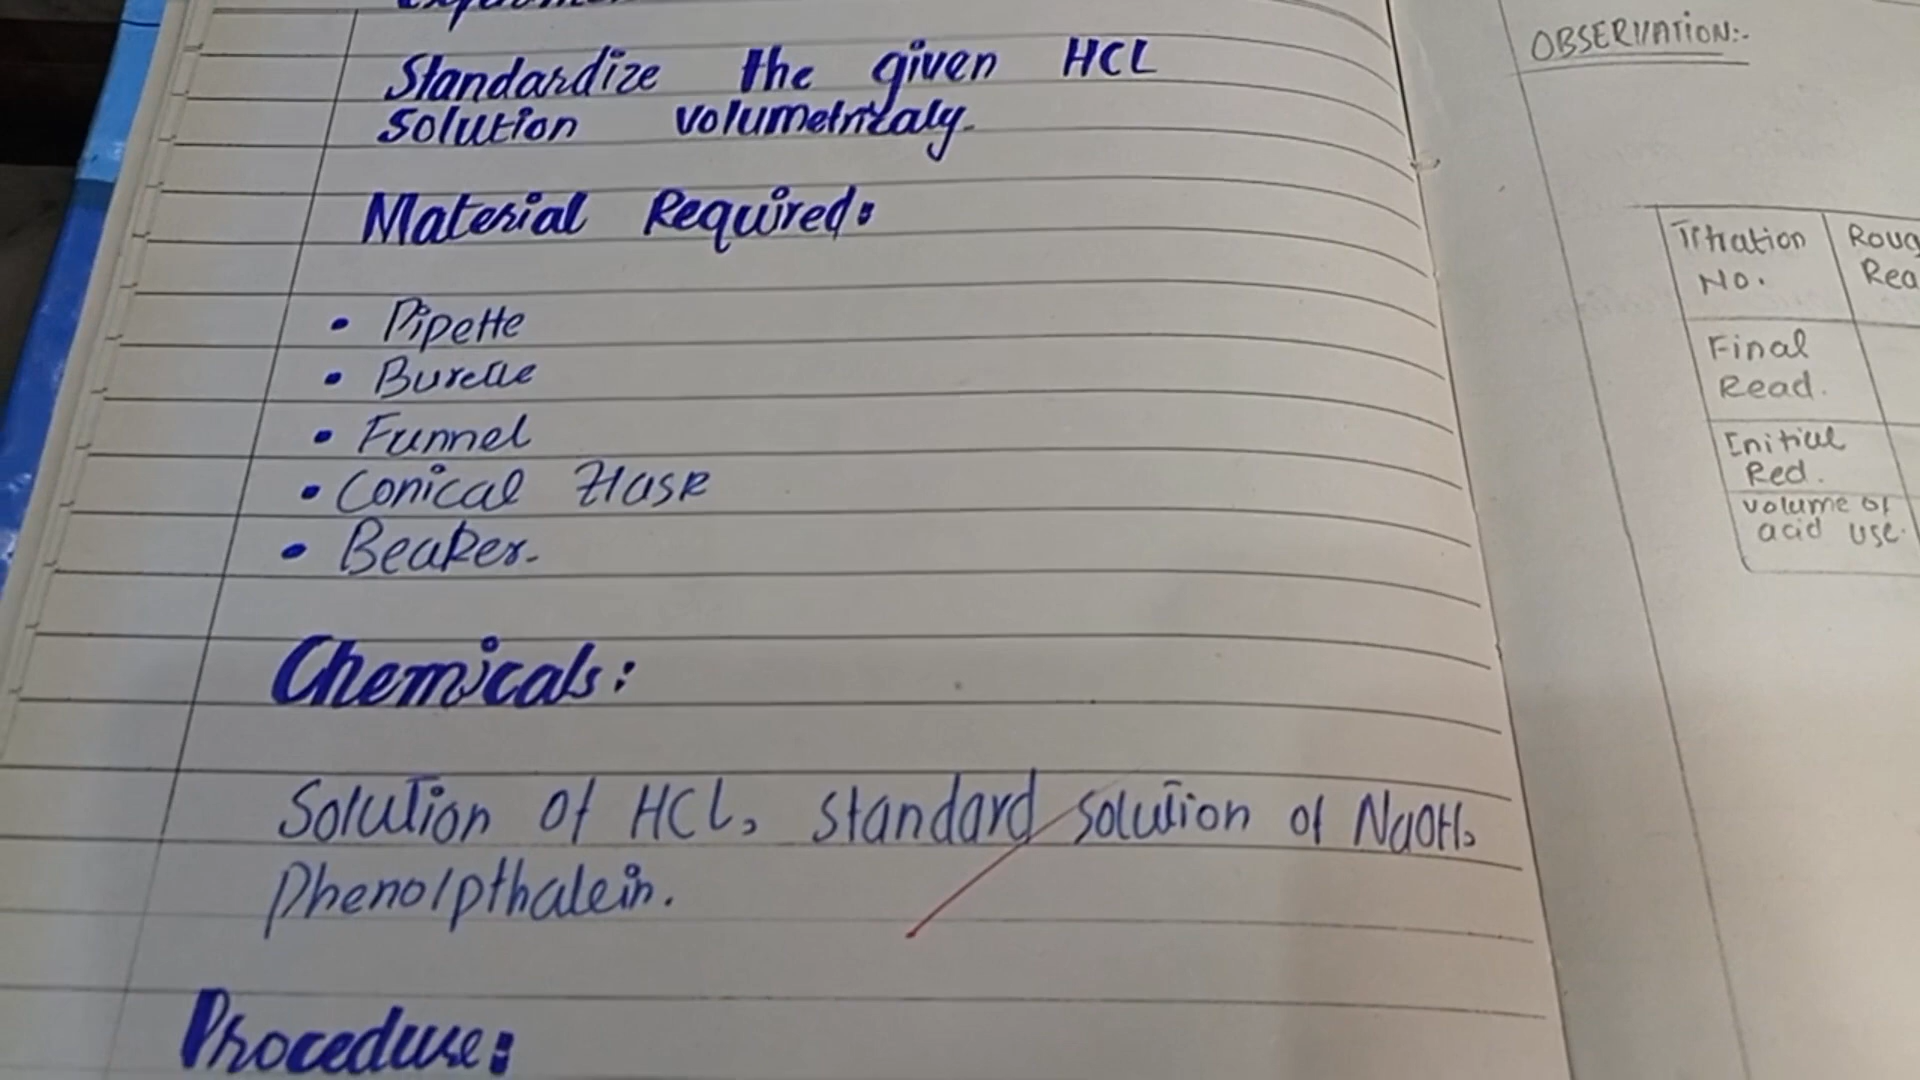 Standardize the given HCL
Solution volumetrizaly.
Material Required:
• Pipette
• Burette
• Funnel
• Conical Flask
• Beaker.
Chemicals:
Solution of HCl, standard solution of NaOH,
Phenolpthalein.
Procedure:
OBSERVATION:-
Titration
No.
Final
Read.
Initial
Red.
volume of
acid use.